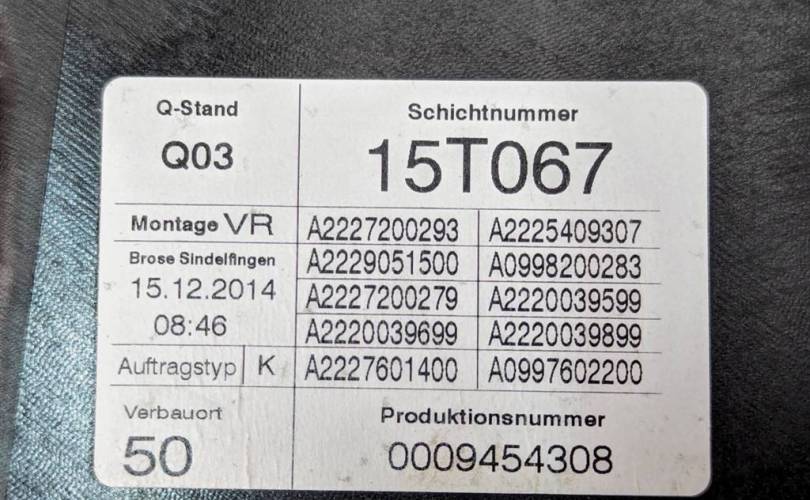 Q-Stand
Q03
Schichtnummer
15T067
Montage VR
A2227200293 A2225409307
Brose Sindelfingen
A2229051500 A0998200283
15.12.2014
A2227200279 A2220039599
08:46
A2220039699 A2220039899
Auftragstyp K
A2227601400 A0997602200
Verbauort
50
Produktionsnummer
0009454308